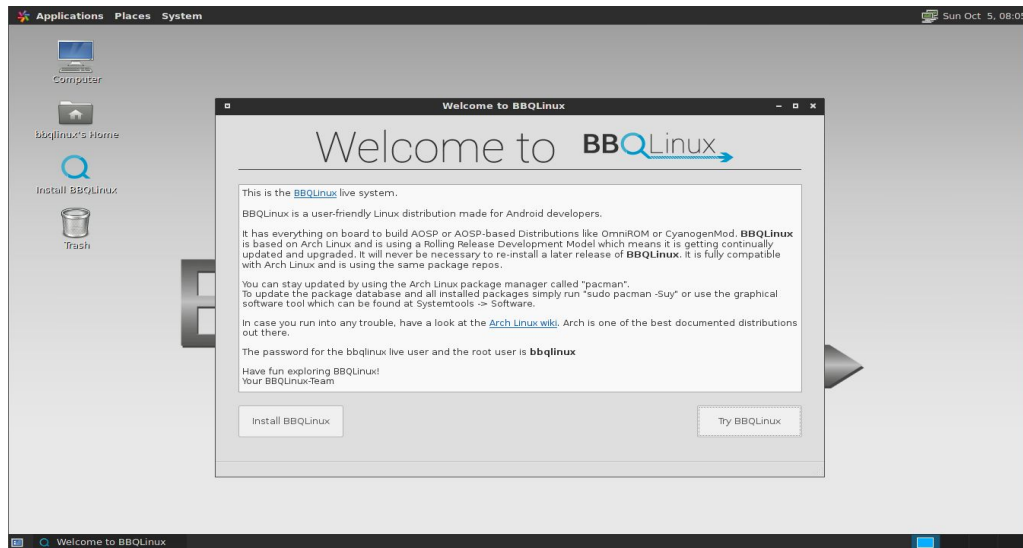 Applications Places System
Sun Oct 5, 08:05
Computer
bbqlinux's Home
Install BBQLinux
Trash
Welcome to BBQLinux
Welcome to BBQLinux
This is the BBQLinux live system.
BBQLinux is a user-friendly Linux distribution made for Android developers.
It has everything on board to build AOSP or AOSP-based Distributions like OmniROM or CyanogenMod. BBQLinux
is based on Arch Linux and is using a Rolling Release Development Model which means it is getting continually
updated and upgraded. It will never be necessary to re-install a later release of BBQLinux. It is fully compatible
with Arch Linux and is using the same package repos.
You can stay updated by using the Arch Linux package manager called "pacman".
To update the package database and all installed packages simply run "sudo pacman -Suy" or use the graphical
software tool which can be found at Systemtools -> Software.
In case you run into any trouble, have a look at the Arch Linux wiki. Arch is one of the best documented distributions
out there.
The password for the bbqlinux live user and the root user is bbqlinux
Have fun exploring BBQLinux!
Your BBQLinux-Team
Install BBQLinux
Try BBQLinux
Welcome to BBQLinux